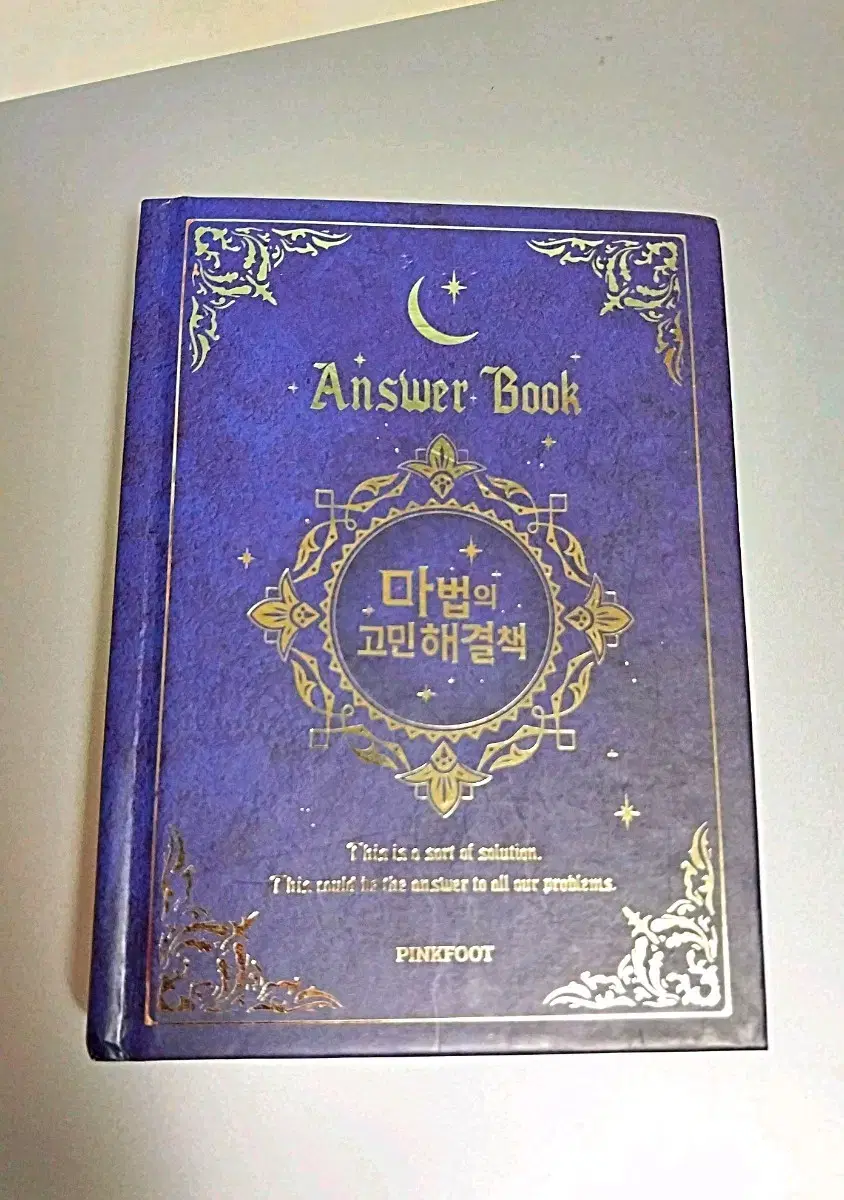 Answer Book
마법의
고민해결책
This is a sort of solution.
This could be the answer to all our problems.
PINKFOOT